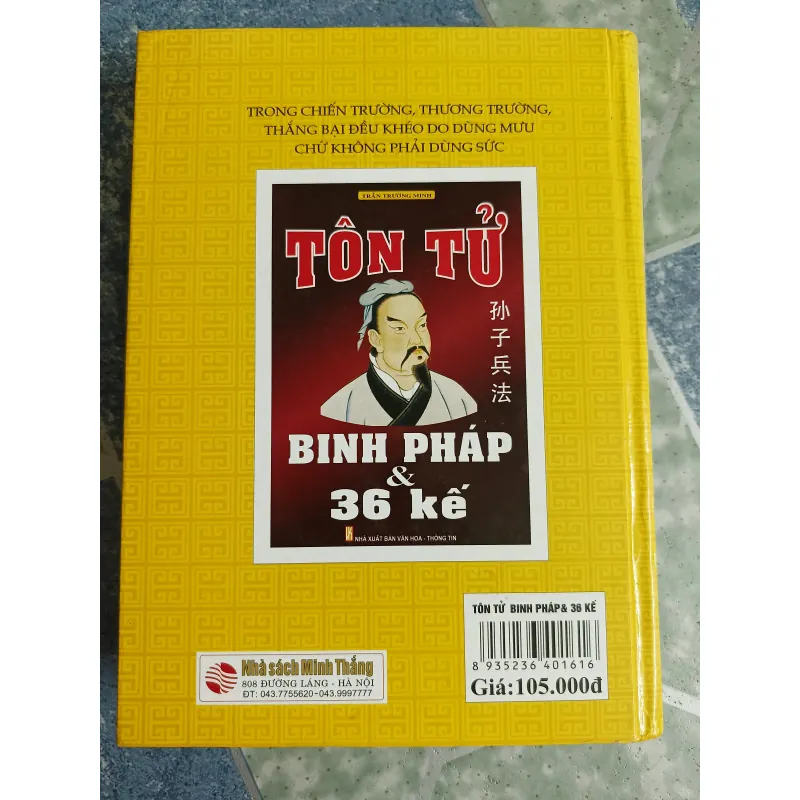 TRONG CHIẾN TRƯỜNG, THƯƠNG TRƯỜNG,
THẮNG BẠI ĐỀU KHÉO DO DÙNG MƯU
CHỨ KHÔNG PHẢI DÙNG SỨC
TRẦN TRƯỜNG MINH
TÔN TỬ
孙子兵法
BINH PHÁP
&
36 kế
NHÀ XUẤT BẢN VĂN HÓA - THÔNG TIN
TÔN TỬ BINH PHÁP & 36 KẾ
8 935236 401616
Giá:105.000đ
Nhà sách Minh Thắng
808 ĐƯỜNG LÁNG - HÀ NỘI
ĐT: 043.7755620-043.9997777